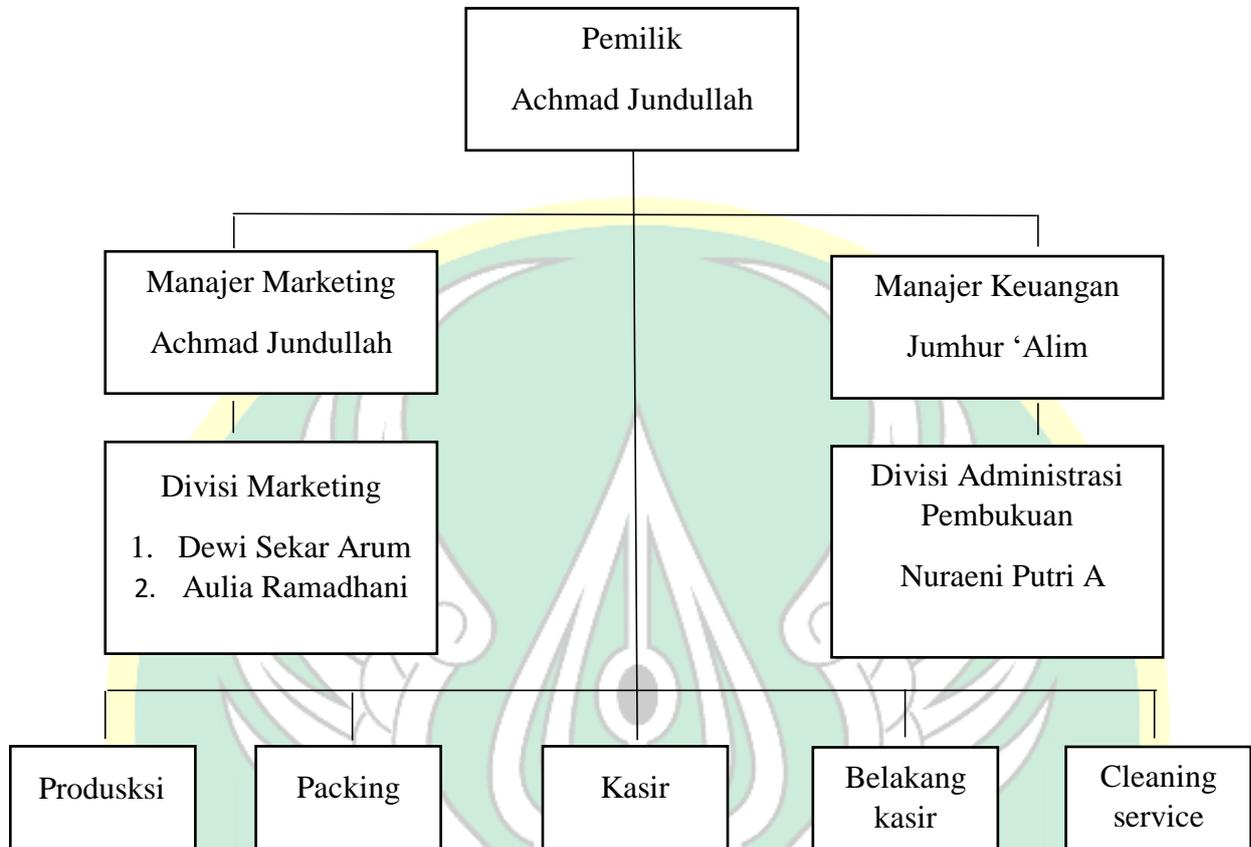 Pemilik
Achmad Jundullah
Manajer Marketing
Achmad Jundullah
Manajer Keuangan
Jumhur ‘Alim
Divisi Marketing
1. Dewi Sekar Arum
2. Aulia Ramadhani
Divisi Administrasi
Pembukuan
Nuraeni Putri A
Produsksi
Packing
Kasir
Belakang
kasir
Cleaning
service